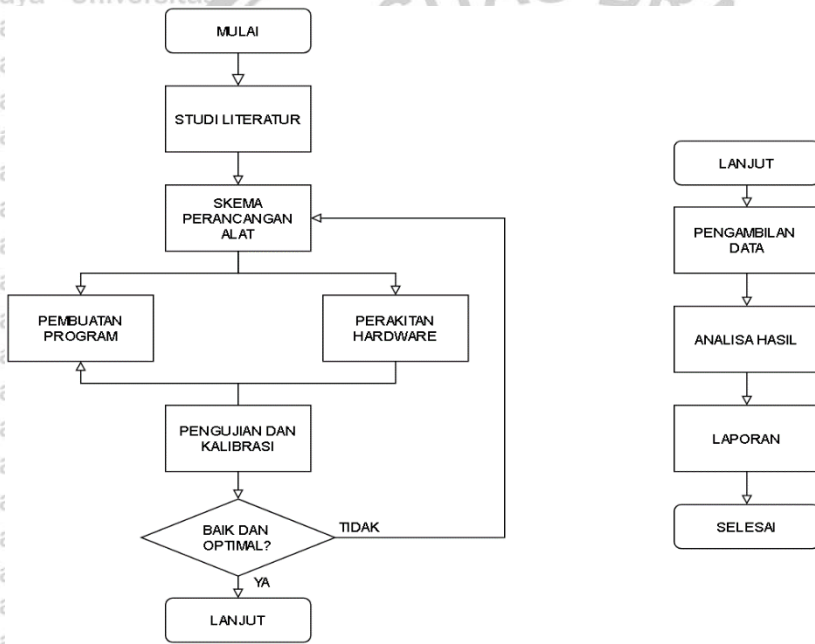 MULAI
STUDI LITERATUR
SKEMA
PERANCANGAN
ALAT
PEMBUATAN
PROGRAM
PERAKITAN
HARDWARE
PENGUJIAN DAN
KALIBRASI
BAIK DAN
OPTIMAL?
TIDAK
YA
LANJUT
LANJUT
PENGAMBILAN
DATA
ANALISA HASIL
LAPORAN
SELESAI